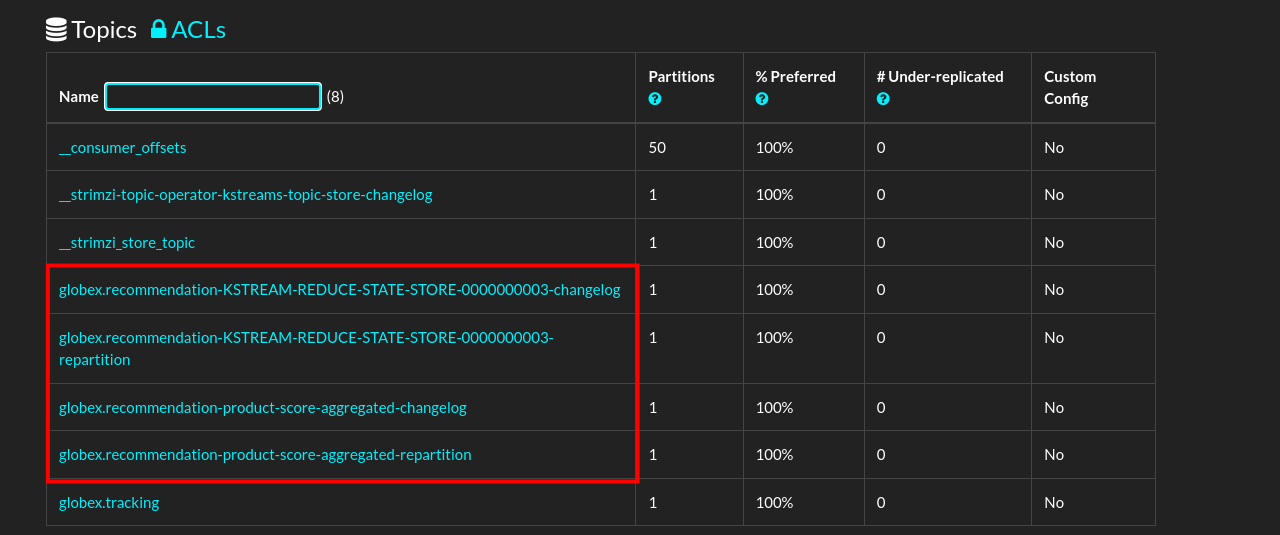 Topics ACLs
Name (8) Partitions % Preferred # Under-replicated Custom Config
__consumer_offsets 50 100% 0 No
__strimzi-topic-operator-kstreams-topic-store-changelog 1 100% 0 No
__strimzi_store_topic 1 100% 0 No
globex.recommendation-KSTREAM-REDUCE-STATE-STORE-0000000003-changelog 1 100% 0 No
globex.recommendation-KSTREAM-REDUCE-STATE-STORE-0000000003- 1 100% 0 No
repartition
globex.recommendation-product-score-aggregated-changelog 1 100% 0 No
globex.recommendation-product-score-aggregated-repartition 1 100% 0 No
globex.tracking 1 100% 0 No